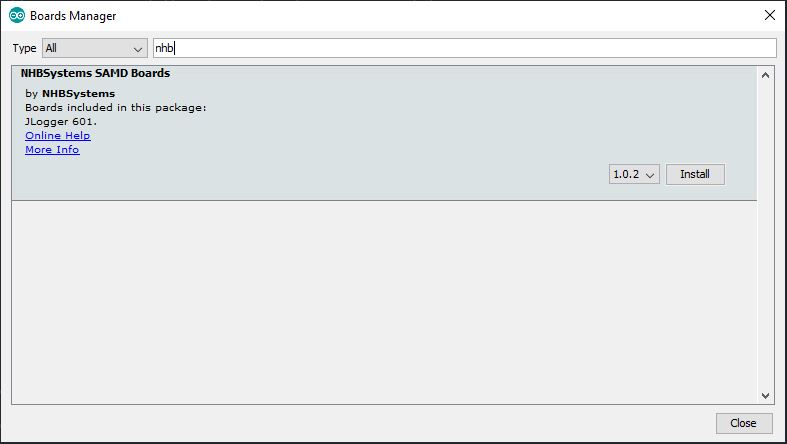 Boards Manager
Type All nhb
NHBSystems SAMD Boards
by NHBSystems
Boards included in this package:
JLogger 601.
Online Help
More Info
1.0.2 Install
Close